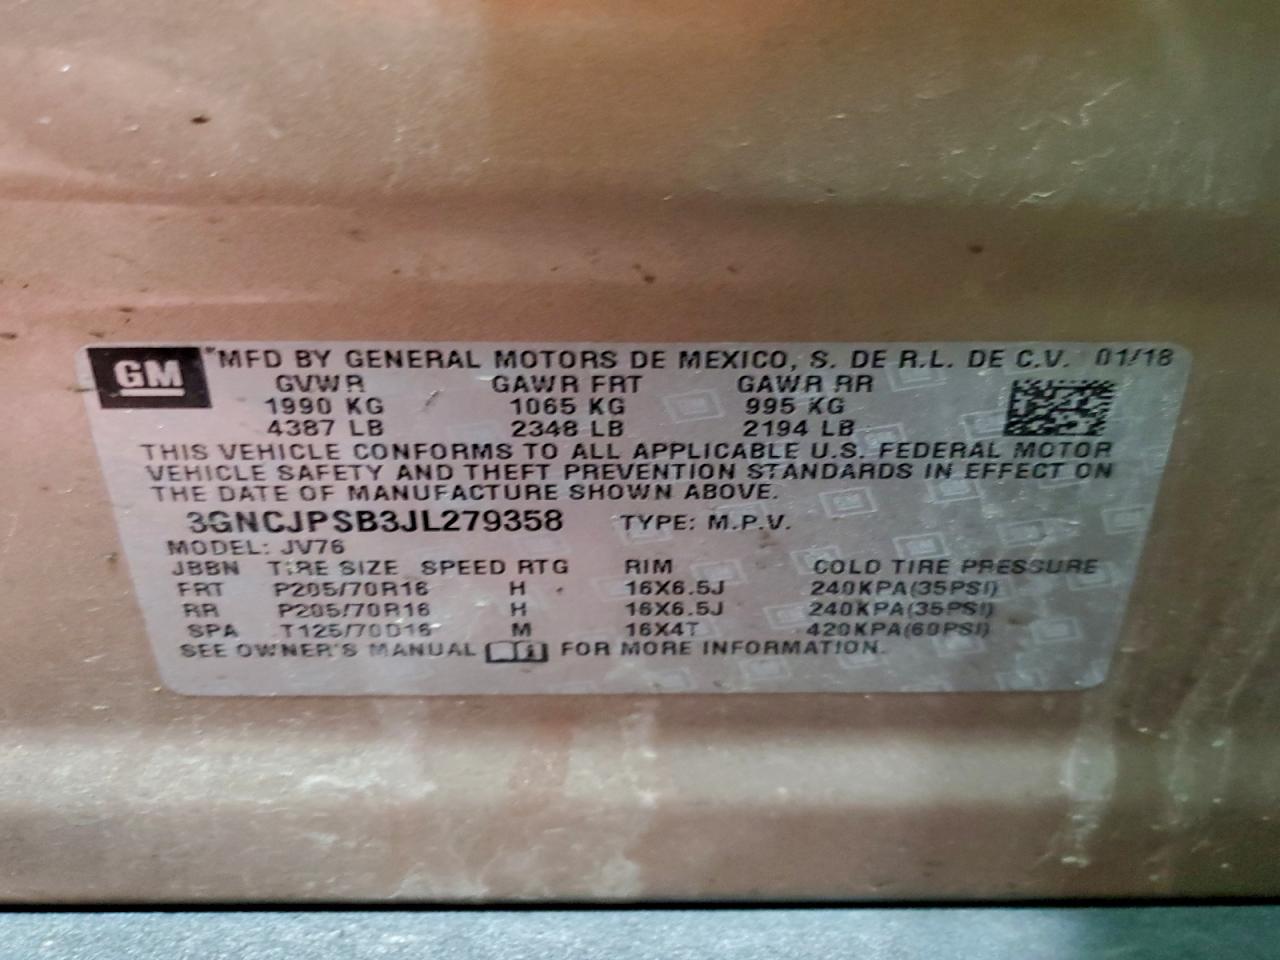 GM
MFD BY GENERAL MOTORS DE MEXICO, S. DE R.L. DE C.V. 01/18
GVWR GAWR FRT GAWR RR
1990 KG 1065 KG 995 KG
4387 LB 2348 LB 2194 LB
THIS VEHICLE CONFORMS TO ALL APPLICABLE U.S. FEDERAL MOTOR
VEHICLE SAFETY AND THEFT PREVENTION STANDARDS IN EFFECT ON
THE DATE OF MANUFACTURE SHOWN ABOVE.
3GNCJPSB3JL279358 TYPE: M.P.V.
MODEL: JV76
JBBN TIRE SIZE SPEED RTG RIM COLD TIRE PRESSURE
FRT P205/70R16 H 16X6.5J 240KPA(35PSI)
RR P205/70R16 H 16X6.5J 240KPA(35PSI)
SPA T125/70D16 M 16X4T 420KPA(60PSI)
SEE OWNER'S MANUAL FOR MORE INFORMATION.